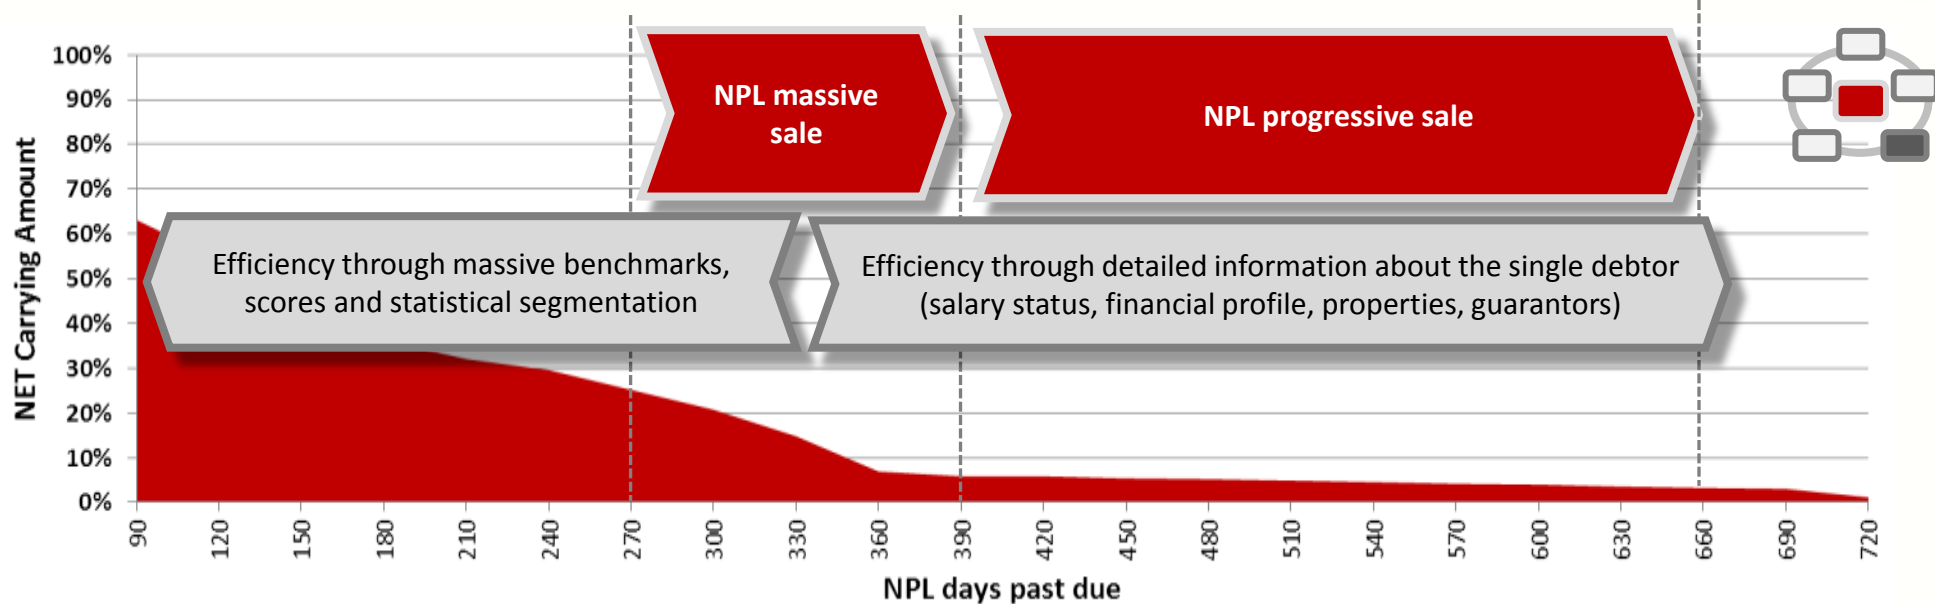 NET Carrying Amount
100%
90%
80%
70%
60%
50%
40%
30%
20%
10%
0%
NPL massive
sale
NPL progressive sale
Efficiency through massive benchmarks,
scores and statistical segmentation
Efficiency through detailed information about the single debtor
(salary status, financial profile, properties, guarantors)
90 120 150 180 210 240 270 300 330 360 390 420 450 480 510 540 570 600 630 660 690 720
NPL days past due